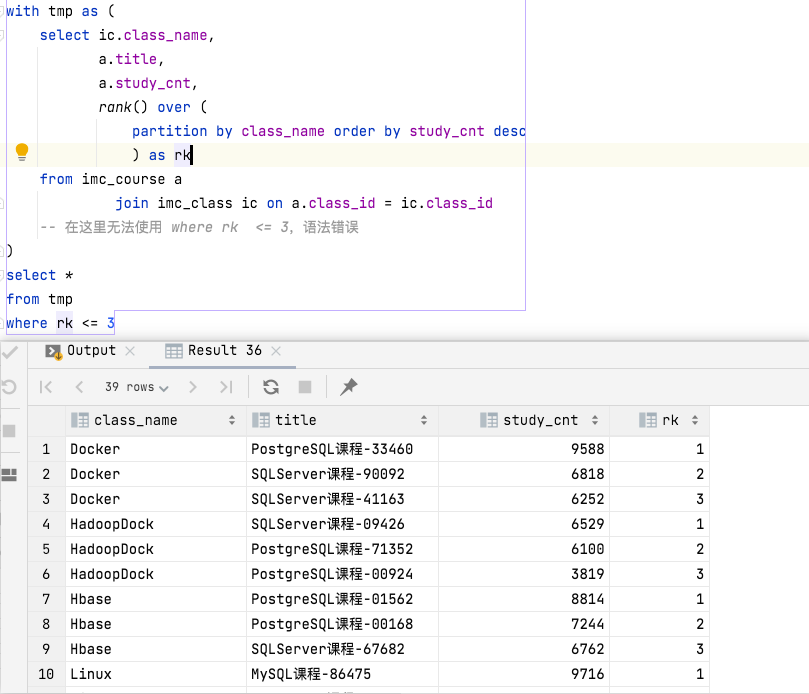 with tmp as (
select ic.class_name,
a.title,
a.study_cnt,
rank() over (
partition by class_name order by study_cnt desc
) as rk
from imc_course a
join imc_class ic on a.class_id = ic.class_id
-- 在这里无法使用 where rk <= 3，语法错误
)
select *
from tmp
where rk <= 3
Output Result 36
39 rows
class_name title study_cnt rk
1 Docker PostgreSQL课程-33460 9588 1
2 Docker SQLServer课程-90092 6818 2
3 Docker SQLServer课程-41163 6252 3
4 HadoopDock SQLServer课程-09426 6529 1
5 HadoopDock PostgreSQL课程-71352 6100 2
6 HadoopDock PostgreSQL课程-00924 3819 3
7 Hbase PostgreSQL课程-01562 8814 1
8 Hbase PostgreSQL课程-00168 7244 2
9 Hbase SQLServer课程-67682 6762 3
10 Linux MySQL课程-86475 9716 1